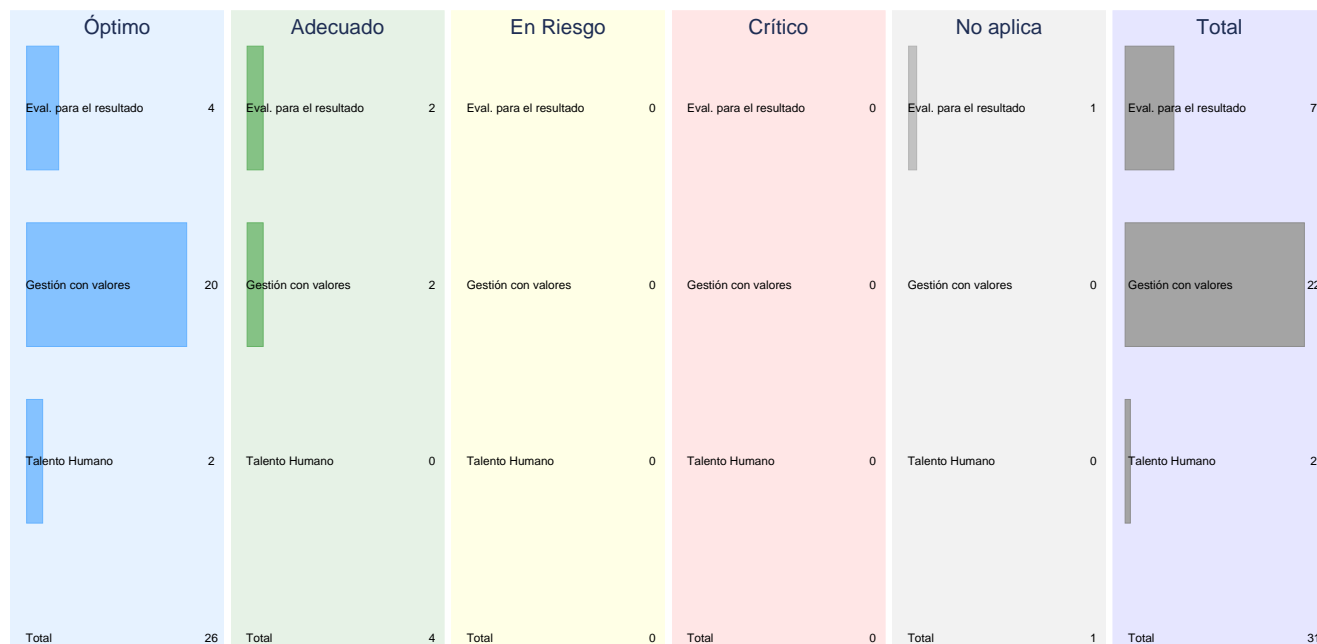 Óptimo Adecuado En Riesgo Crítico No aplica Total
Eval. para el resultado 4 Eval. para el resultado 2 Eval. para el resultado 0 Eval. para el resultado 0 Eval. para el resultado 1 Eval. para el resultado 7
Gestión con valores 20 Gestión con valores 2 Gestión con valores 0 Gestión con valores 0 Gestión con valores 0 Gestión con valores 22
Talento Humano 2 Talento Humano 0 Talento Humano 0 Talento Humano 0 Talento Humano 0 Talento Humano 2
Total 26 Total 4 Total 0 Total 0 Total 1 Total 31